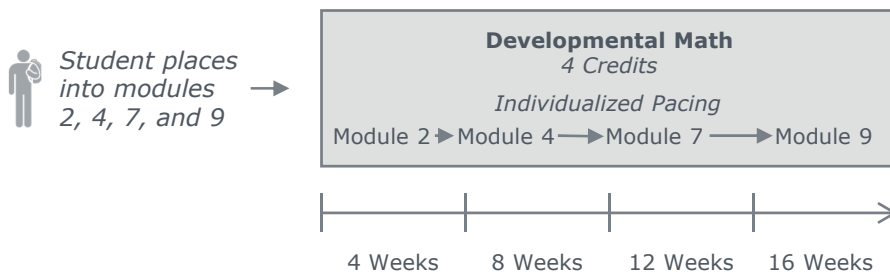 Student places
into modules
2, 4, 7, and 9
Developmental Math
4 Credits
Individualized Pacing
Module 2 Module 4 Module 7 Module 9
4 Weeks 8 Weeks 12 Weeks 16 Weeks